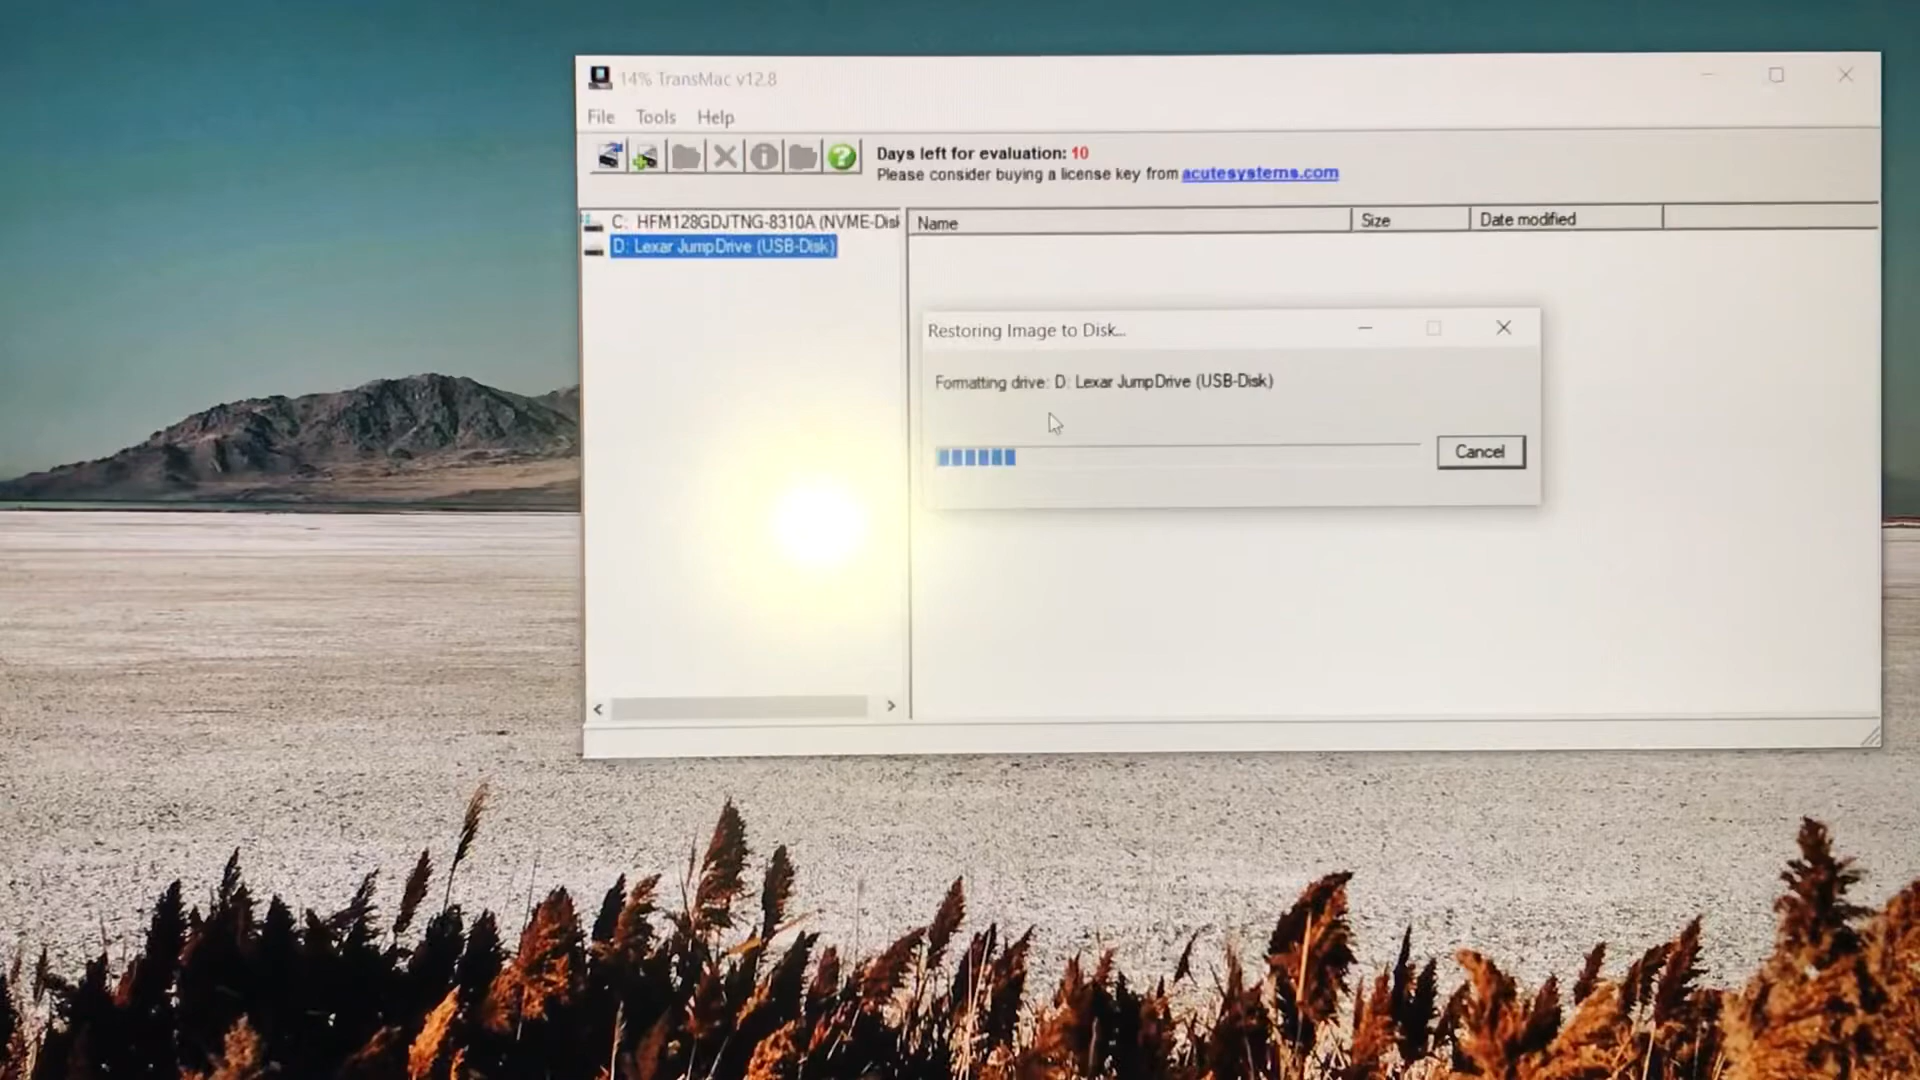 14% TransMac v12.8
File Tools Help
Days left for evaluation: 10
Please consider buying a license key from acutesystems.com
C: HFM128GDJTNG-8310A (NVME-Disk
D: Lexar JumpDrive (USB-Disk)
Name Size Date modified
Restoring Image to Disk...
Formatting drive: D: Lexar JumpDrive (USB-Disk)
Cancel